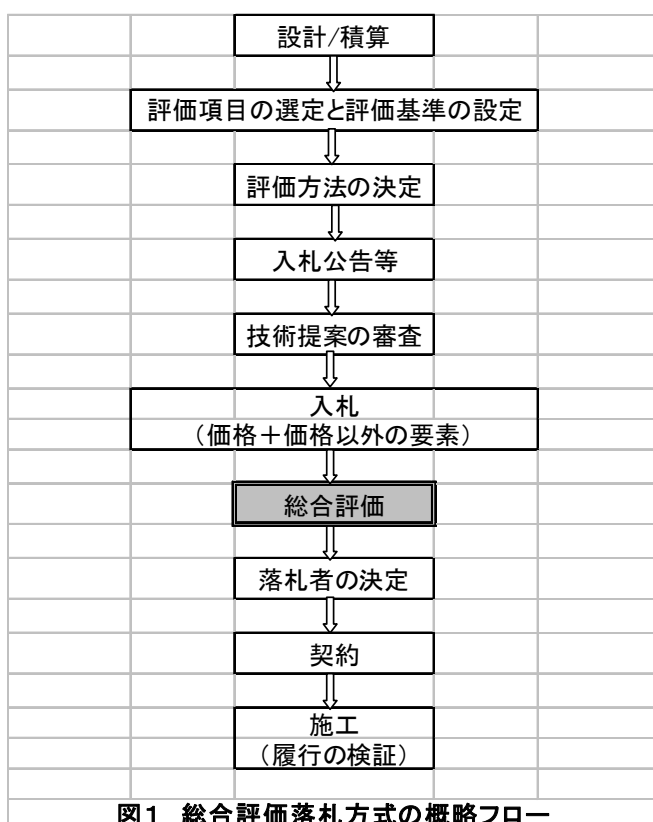 設計/積算
評価項目の選定と評価基準の設定
評価方法の決定
入札公告等
技術提案の審査
入札
（価格＋価格以外の要素）
総合評価
落札者の決定
契約
施工
（履行の検証）
図１ 総合評価落札方式の概略フロー